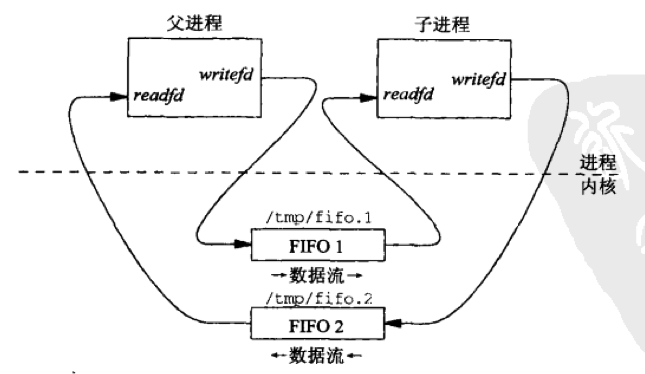 父进程
子进程
writefd
readfd
writefd
readfd
进程
内核
/tmp/fifo.1
FIFO 1
→数据流→
/tmp/fifo.2
FIFO 2
←数据流←